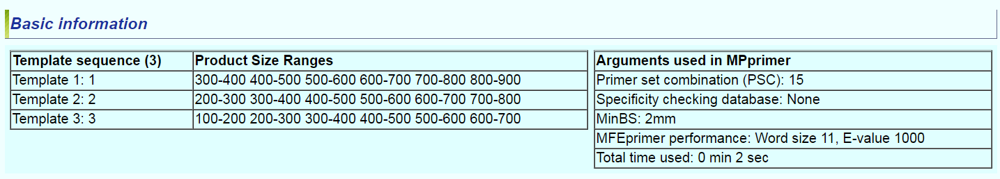 Basic information
Template sequence (3) Product Size Ranges
Template 1: 1 300-400 400-500 500-600 600-700 700-800 800-900
Template 2: 2 200-300 300-400 400-500 500-600 600-700 700-800
Template 3: 3 100-200 200-300 300-400 400-500 500-600 600-700
Arguments used in MPprimer
Primer set combination (PSC): 15
Specificity checking database: None
MinBS: 2mm
MFEprimer performance: Word size 11, E-value 1000
Total time used: 0 min 2 sec